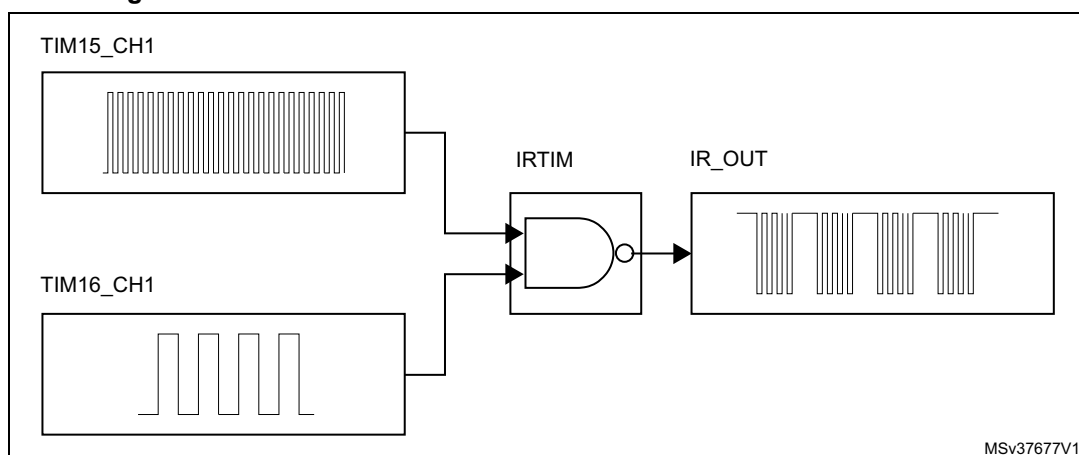 TIM15_CH1
IRTIM
IR_OUT
TIM16_CH1
MSv37677V1